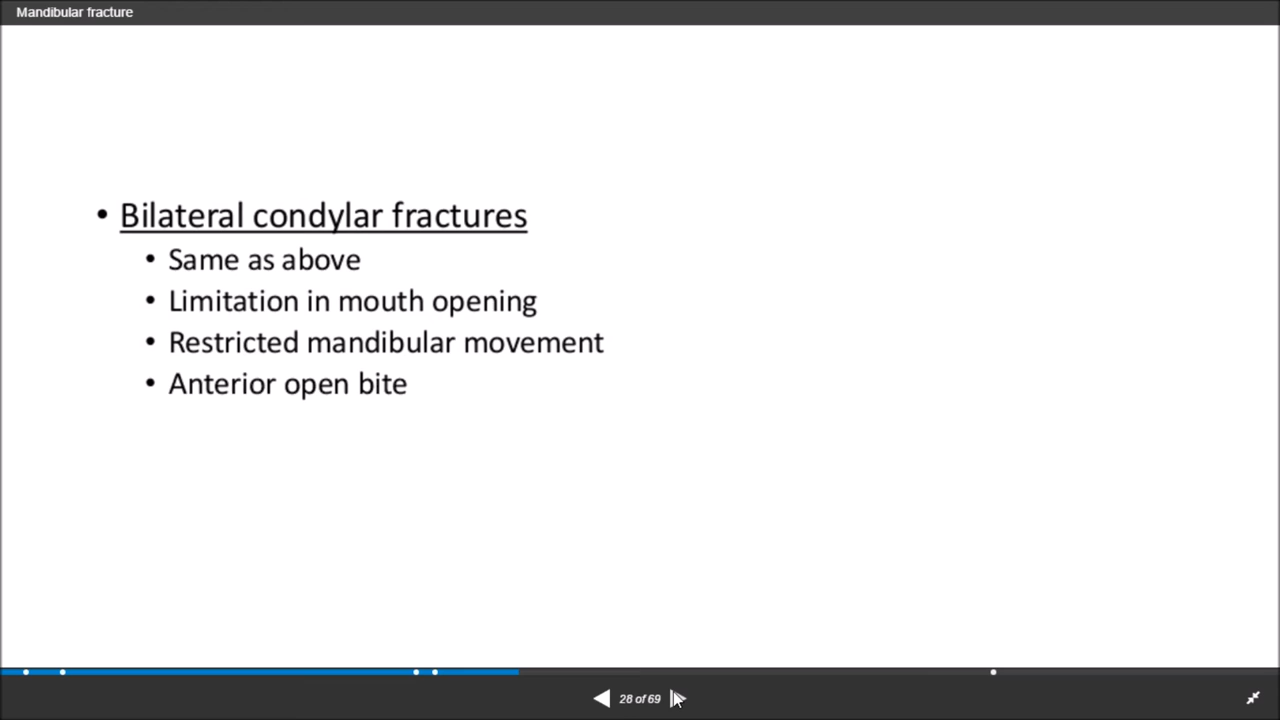 Mandibular fracture
• Bilateral condylar fractures
• Same as above
• Limitation in mouth opening
• Restricted mandibular movement
• Anterior open bite
28 of 69